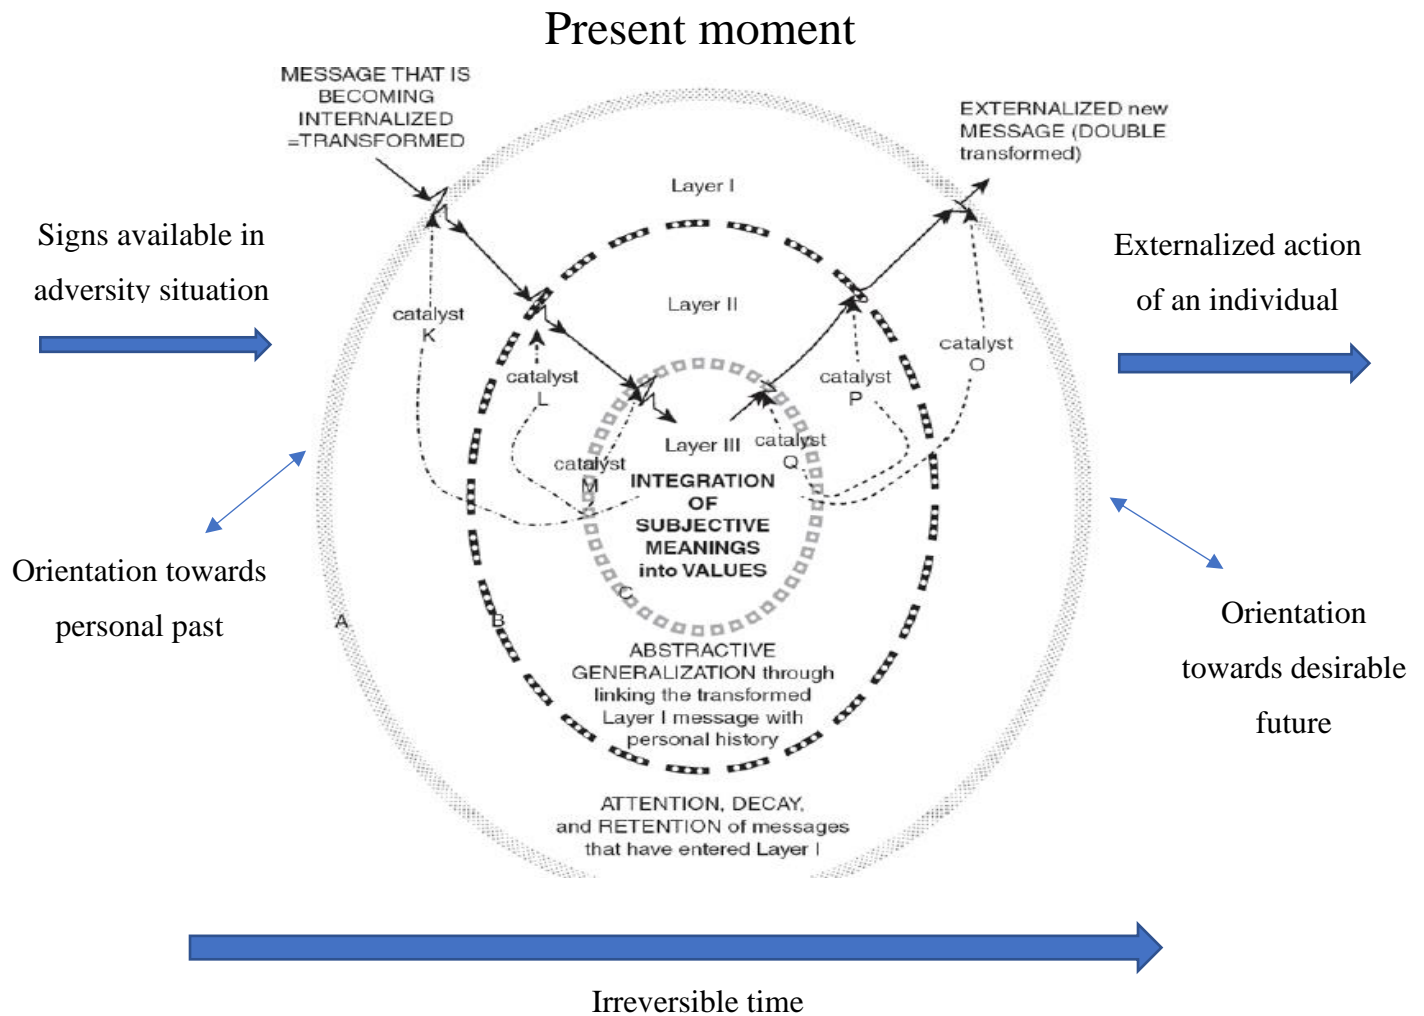 Present moment
MESSAGE THAT IS
BECOMING
INTERNALIZED
=TRANSFORMED
EXTERNALIZED new
MESSAGE (DOUBLE
transformed)
Layer I
Signs available in
adversity situation
Externalized action
of an individual
Layer II
catalyst
K
catalyst
L
catalyst
P
catalyst
O
Layer III
catalyst
M
catalyst
Q
INTEGRATION
OF
SUBJECTIVE
MEANINGS
into VALUES
Orientation towards
personal past
Orientation
towards desirable
future
A
B
C
ABSTRACTIVE
GENERALIZATION through
linking the transformed
Layer I message with
personal history
ATTENTION, DECAY,
and RETENTION of messages
that have entered Layer I
Irreversible time